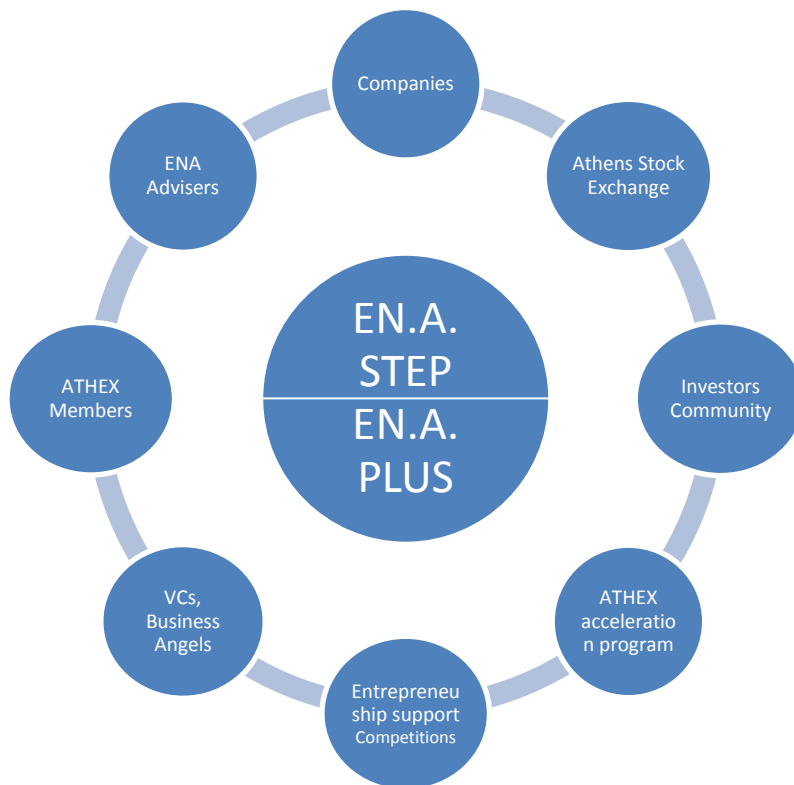 Companies
Athens Stock
Exchange
Investors
Community
ATHEX
acceleratio
n program
Entrepreneu
ship support
Competitions
VCs,
Business
Angels
ATHEX
Members
ENA
Advisers
EN.A.
STEP
EN.A.
PLUS